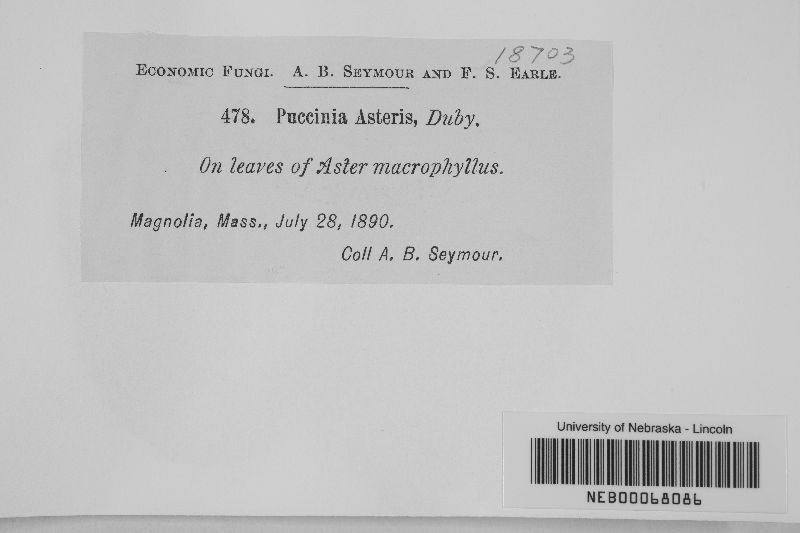 18703
Economic Fungi. A. B. Seymour and F. S. Earle.
478. Puccinia Asteris, Duby.
On leaves of Aster macrophyllus.
Magnolia, Mass., July 28, 1890.
Coll A. B. Seymour.
University of Nebraska - Lincoln
NEB00068086